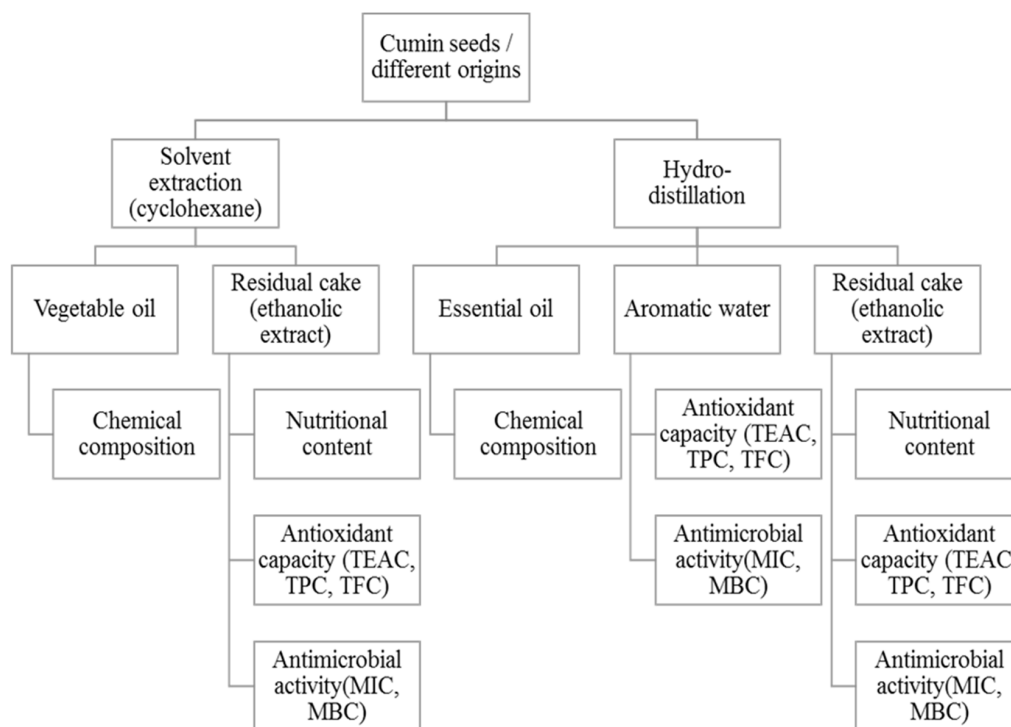 Cumin seeds /
different origins
Solvent
extraction
(cyclohexane)
Hydro-
distillation
Vegetable oil
Residual cake
(ethanolic
extract)
Essential oil
Aromatic water
Residual cake
(ethanolic
extract)
Chemical
composition
Nutritional
content
Chemical
composition
Antioxidant
capacity (TEAC,
TPC, TFC)
Nutritional
content
Antioxidant
capacity (TEAC,
TPC, TFC)
Antimicrobial
activity(MIC,
MBC)
Antioxidant
capacity (TEAC,
TPC, TFC)
Antimicrobial
activity(MIC,
MBC)
Antimicrobial
activity(MIC,
MBC)